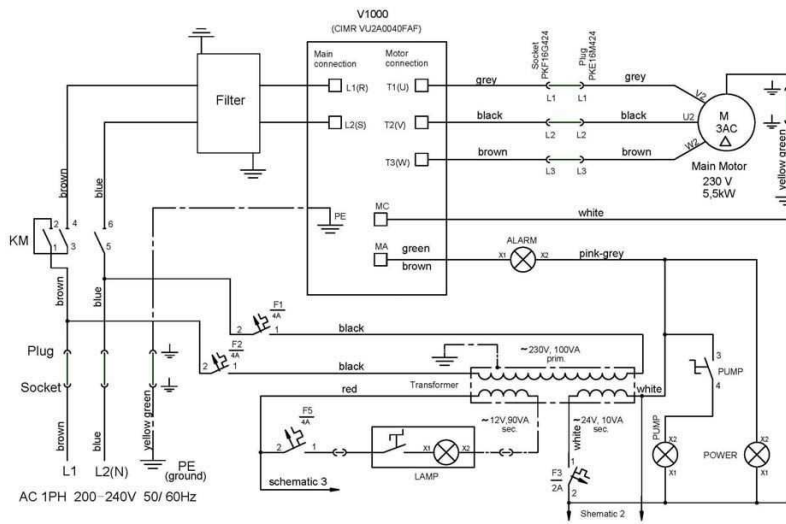 V1000
(CIMR VU2A0040FAF)
Main
connection
Motor
connection
Socket
PKF16G424
Plug
PKE16M424
Filter
L1(R)
T1(U)
grey
L1
L1
grey
V2
L2(S)
T2(V)
black
L2
L2
black
U2
M
3AC
T3(W)
brown
L3
L3
brown
W2
Main Motor
230 V
5,5kW
yellow green
brown
blue
PE
MC
white
KM
2
4
6
1
3
5
MA
green
brown
ALARM
X1
X2
pink-grey
brown
blue
F1
4A
2
1
black
F2
4A
2
1
black
~230V, 100VA
prim.
Plug
Socket
Transformer
red
white
3
PUMP
4
~12V,90VA
sec.
~24V, 10VA
sec.
white
F5
4A
2
1
X1
X2
LAMP
brown
blue
yellow green
L1
L2(N)
PE
(ground)
schematic 3
F3
2A
1
2
PUMP
X2
X1
POWER
X2
X1
AC 1PH 200-240V 50/60Hz
Shematic 2